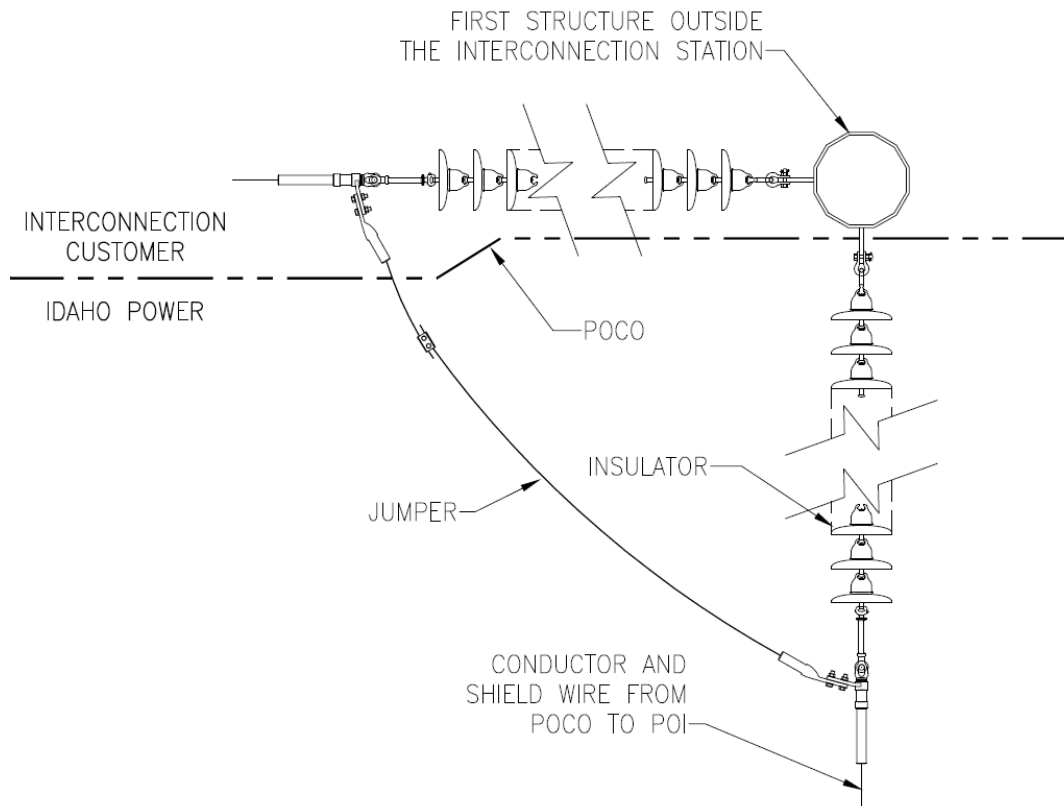 FIRST STRUCTURE OUTSIDE
THE INTERCONNECTION STATION
INTERCONNECTION
CUSTOMER
IDAHO POWER
POCO
INSULATOR
JUMPER
CONDUCTOR AND
SHIELD WIRE FROM
POCO TO POI